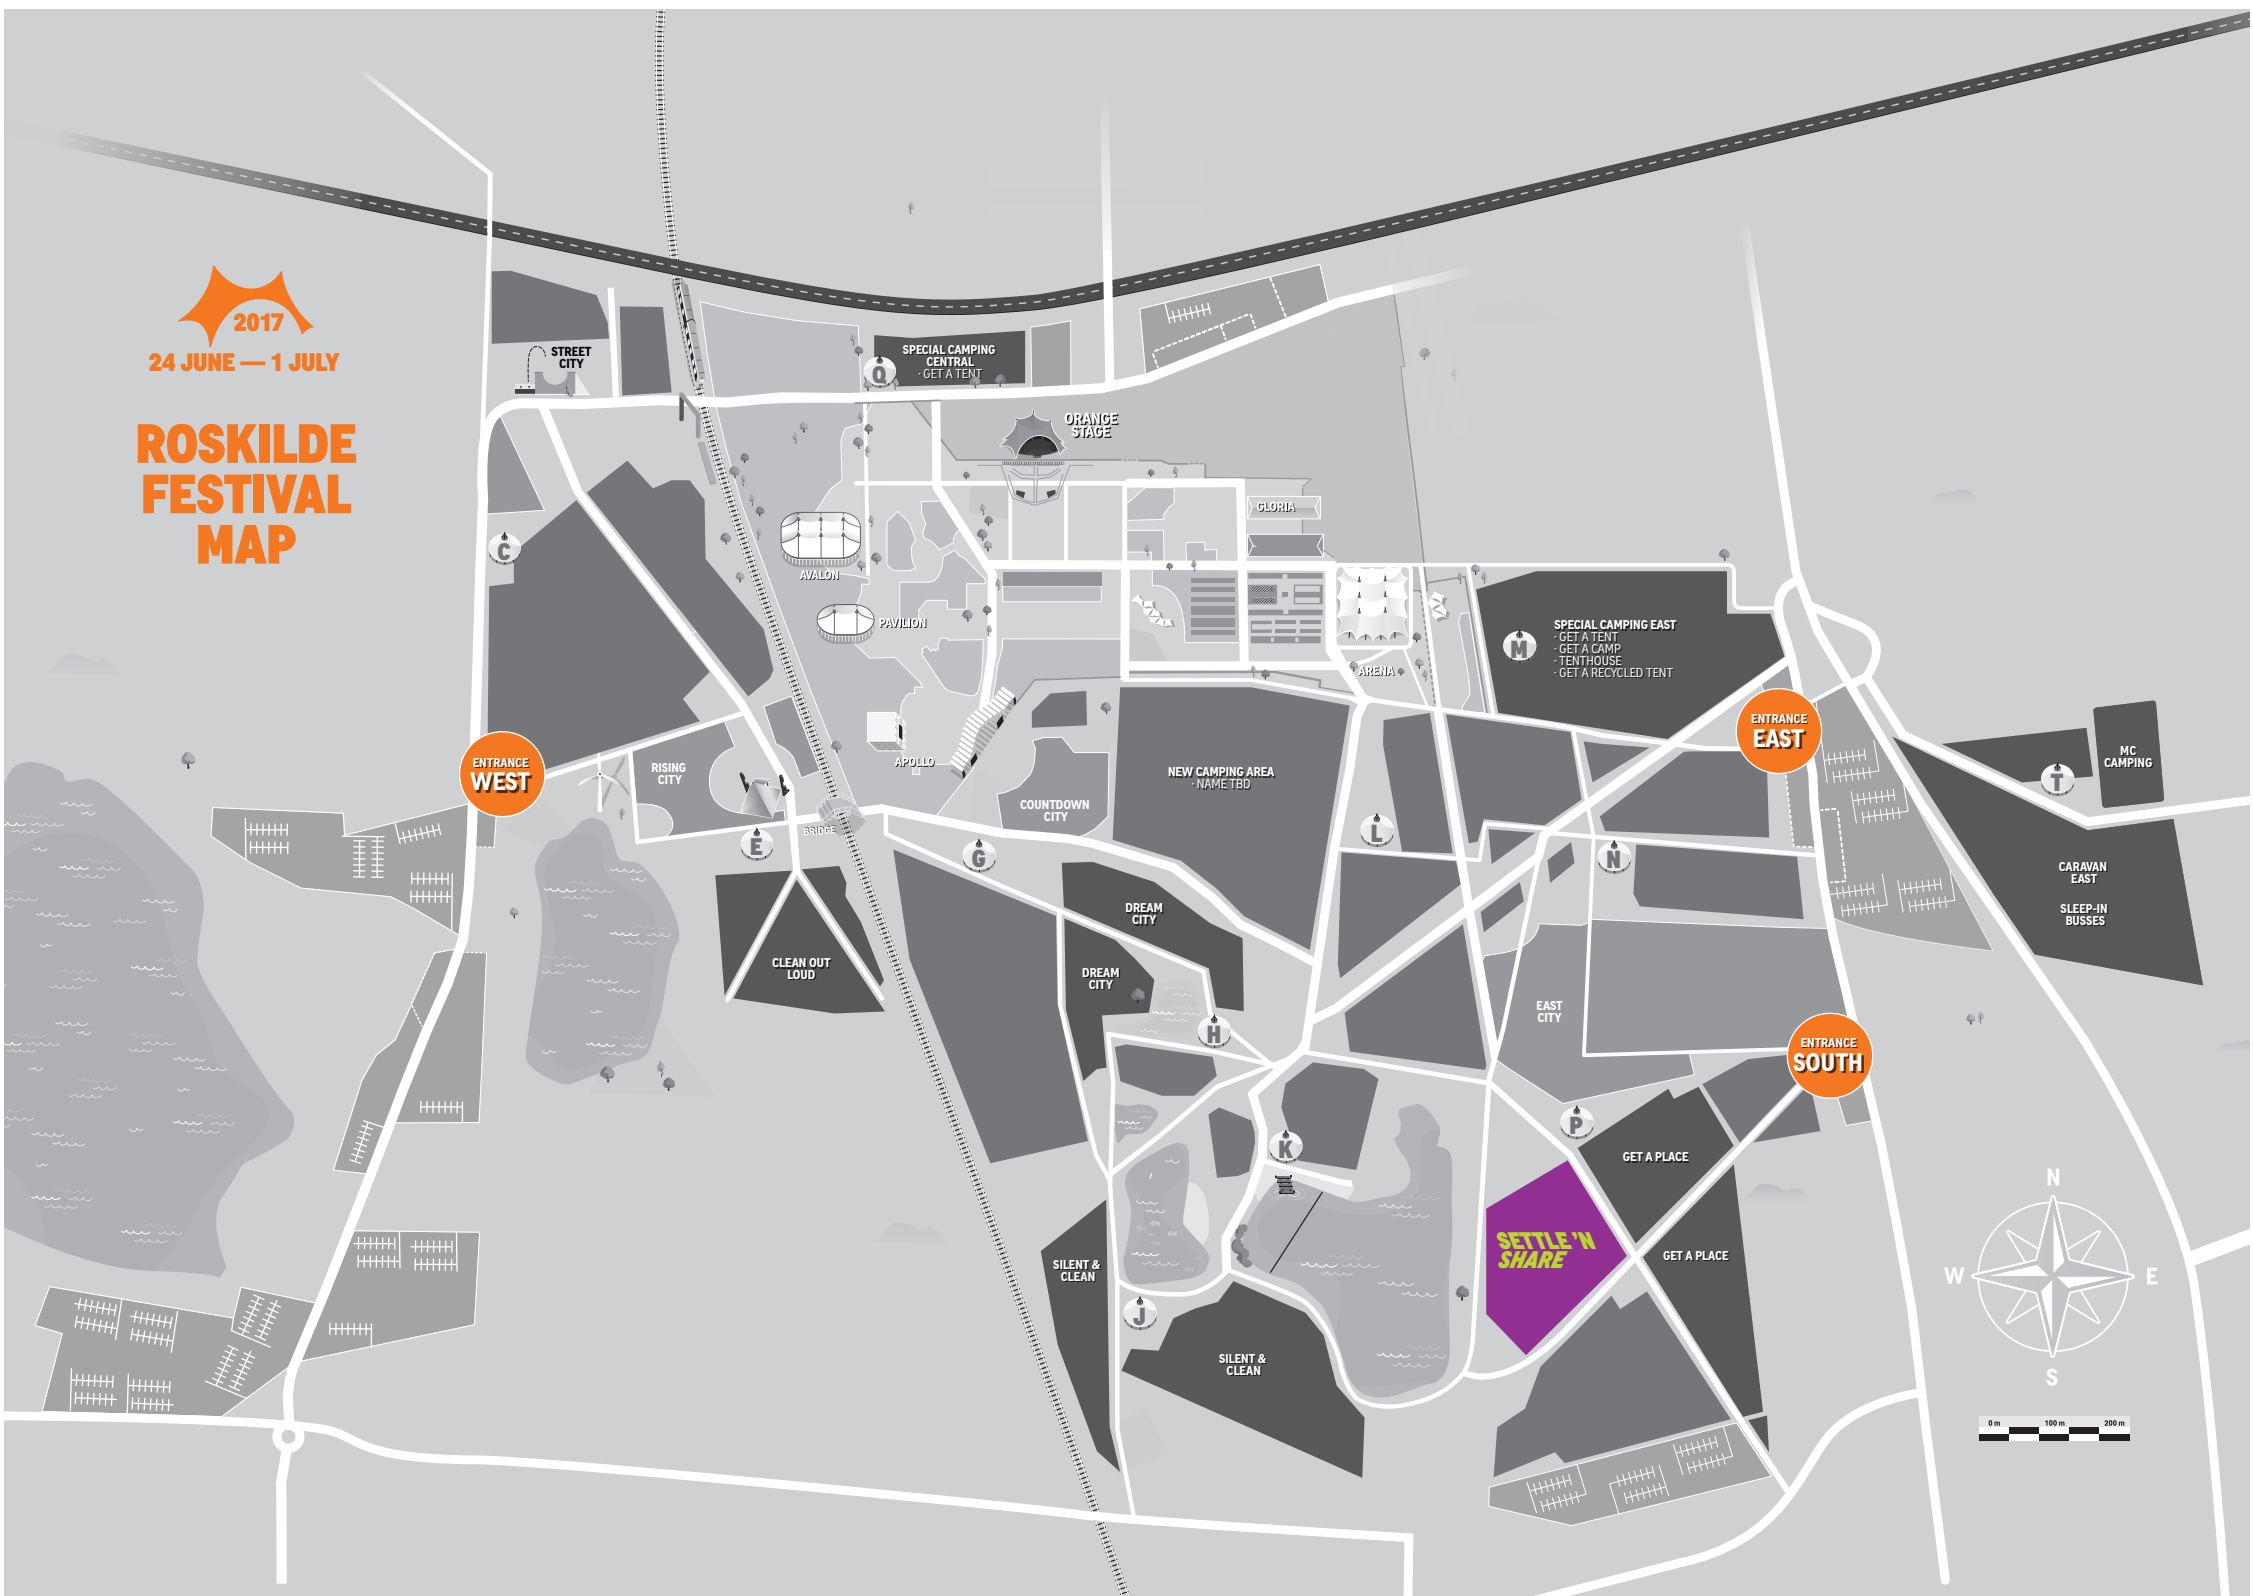 2017
24 JUNE — 1 JULY
ROSKILDE
FESTIVAL
MAP
STREET
CITY
Q
SPECIAL CAMPING
CENTRAL
· GET A TENT
ORANGE
STAGE
GLORIA
C
AVALON
PAVILION
ARENA
M
SPECIAL CAMPING EAST
· GET A TENT
· GET A CAMP
· TENTHOUSE
· GET A RECYCLED TENT
ENTRANCE
WEST
RISING
CITY
APOLLO
BRIDGE
E
COUNTDOWN
CITY
G
NEW CAMPING AREA
· NAME TBD
L
N
ENTRANCE
EAST
T
MC
CAMPING
CARAVAN
EAST
SLEEP-IN
BUSSES
CLEAN OUT
LOUD
DREAM
CITY
DREAM
CITY
H
EAST
CITY
ENTRANCE
SOUTH
K
P
GET A PLACE
SETTLE 'N
SHARE
GET A PLACE
SILENT &
CLEAN
J
SILENT &
CLEAN
N
W
E
S
0 m 100 m 200 m